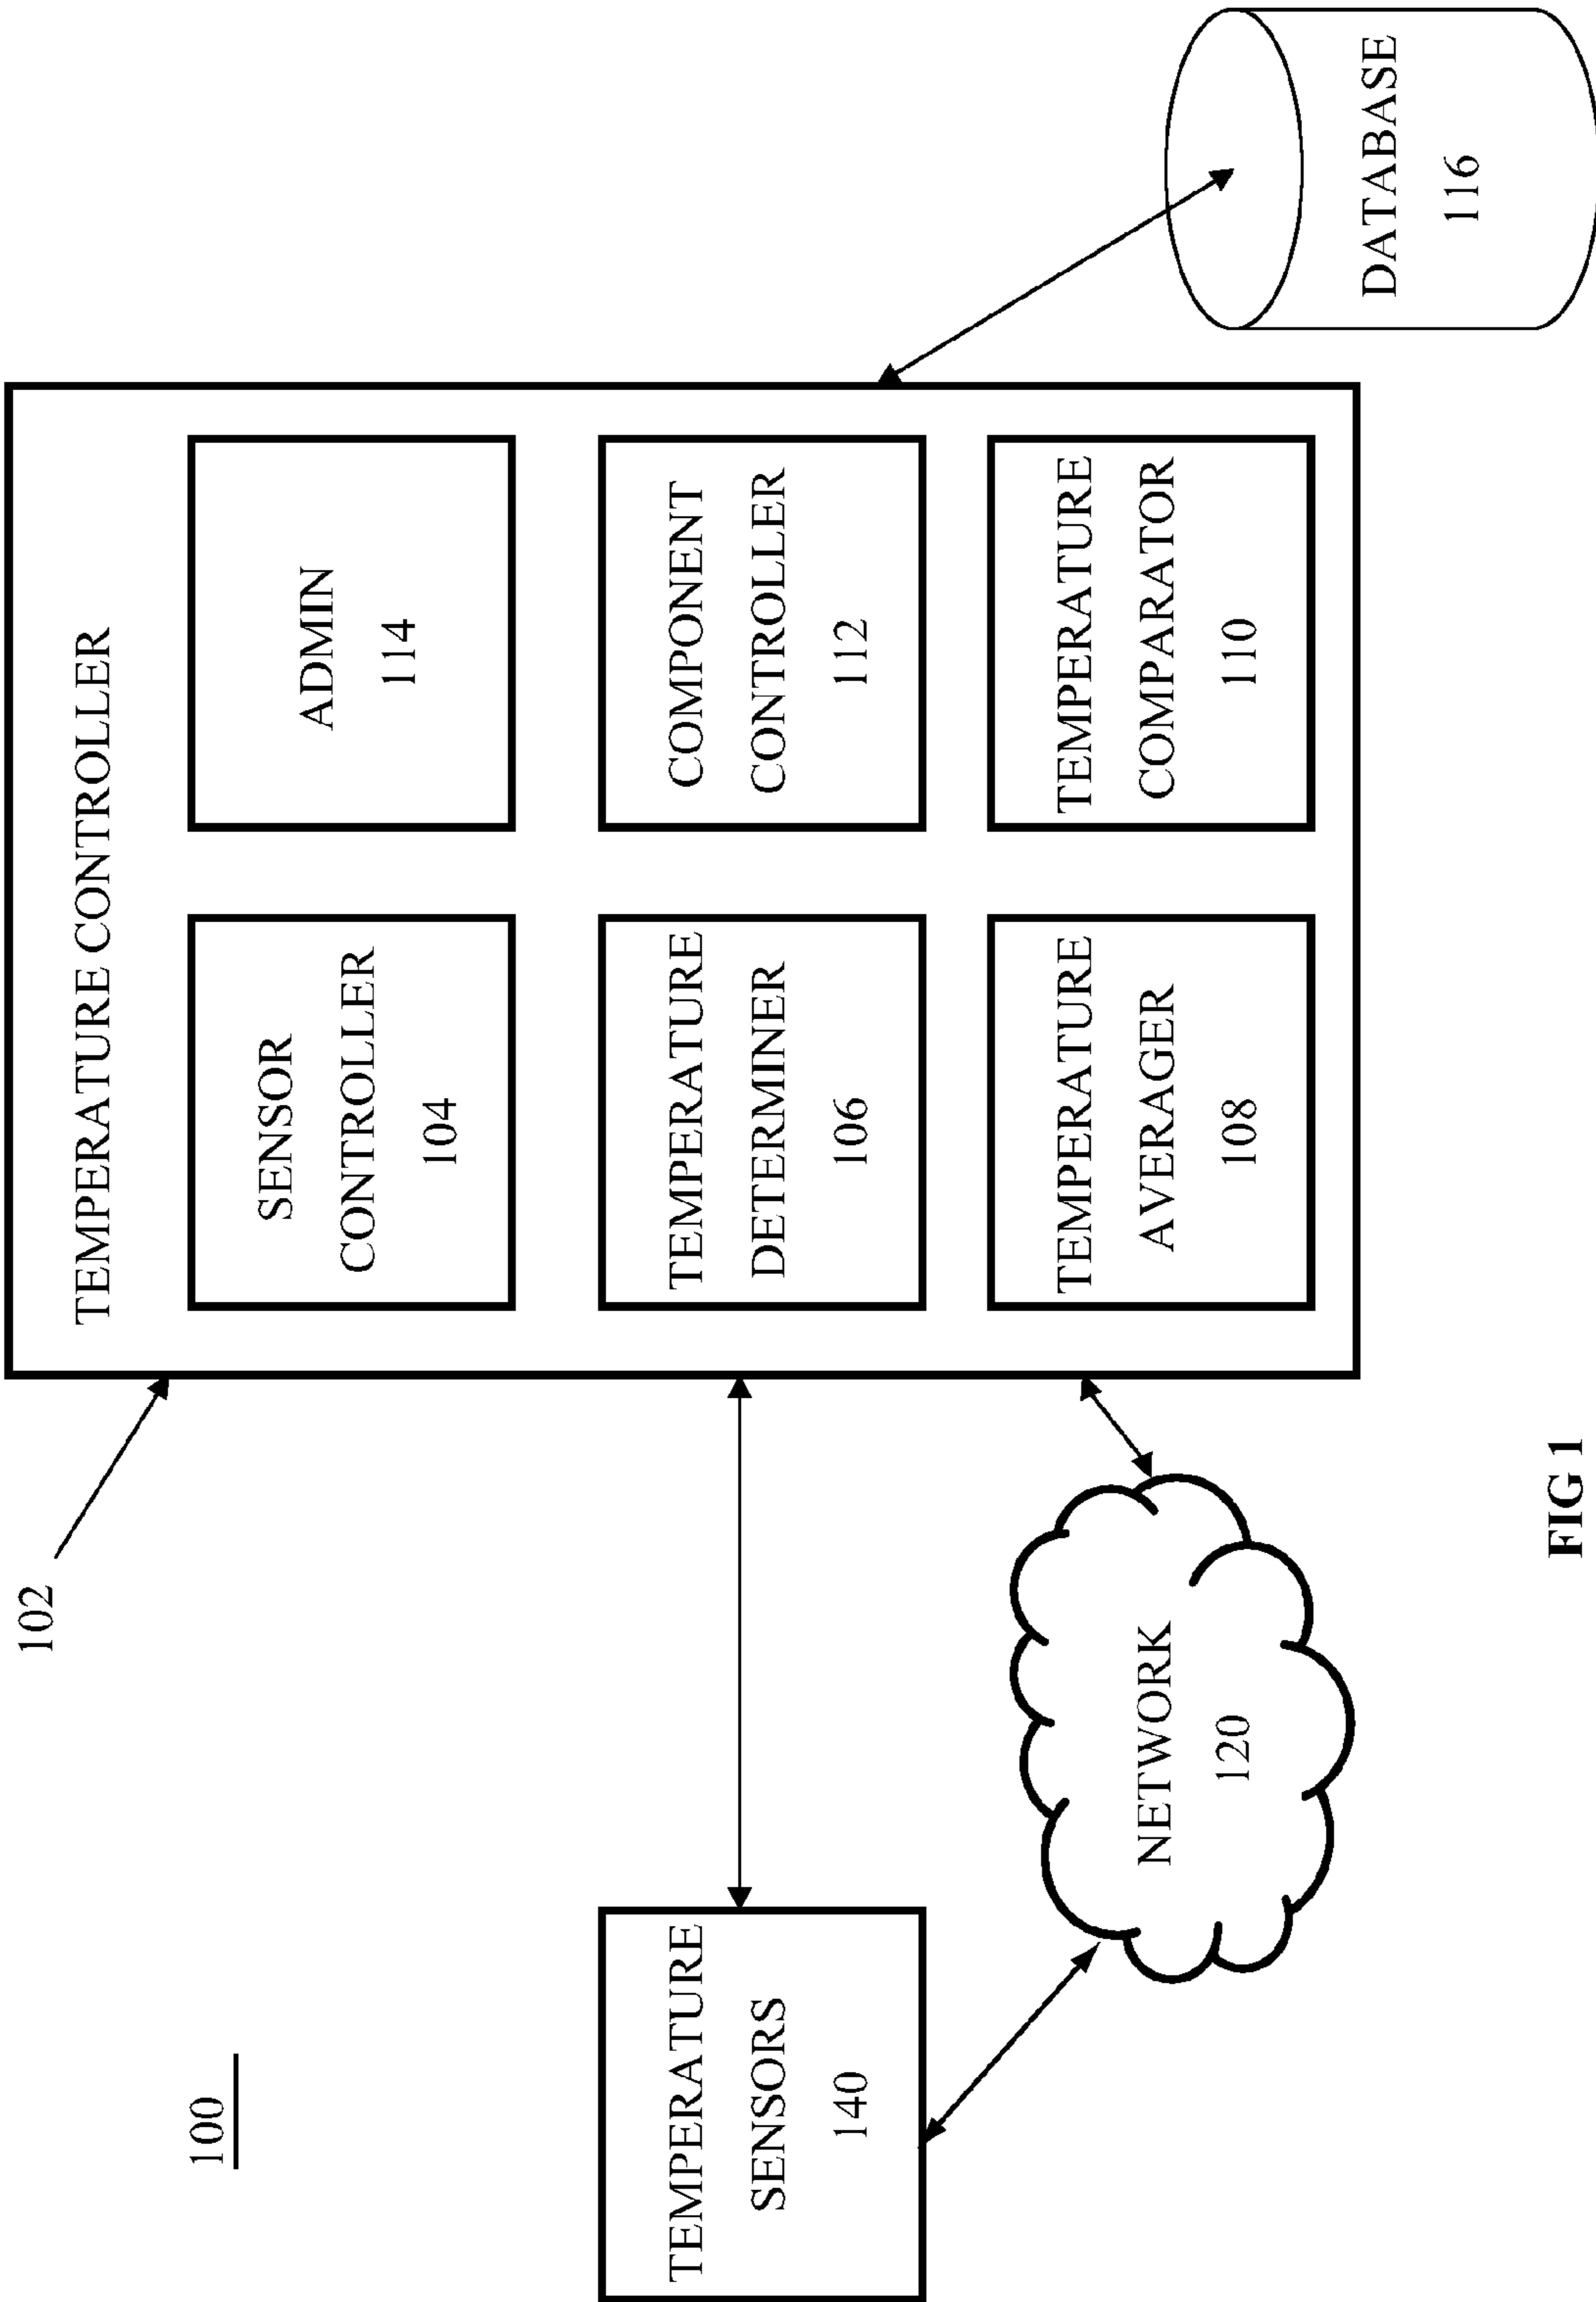 100
102
TEMPERATURE CONTROLLER
SENSOR
CONTROLLER
104
ADMIN
114
TEMPERATURE
SENSORS
140
TEMPERATURE
DETERMINER
106
COMPONENT
CONTROLLER
112
NETWORK
120
TEMPERATURE
AVERAGER
108
TEMPERATURE
COMPARATOR
110
DATABASE
116
FIG 1